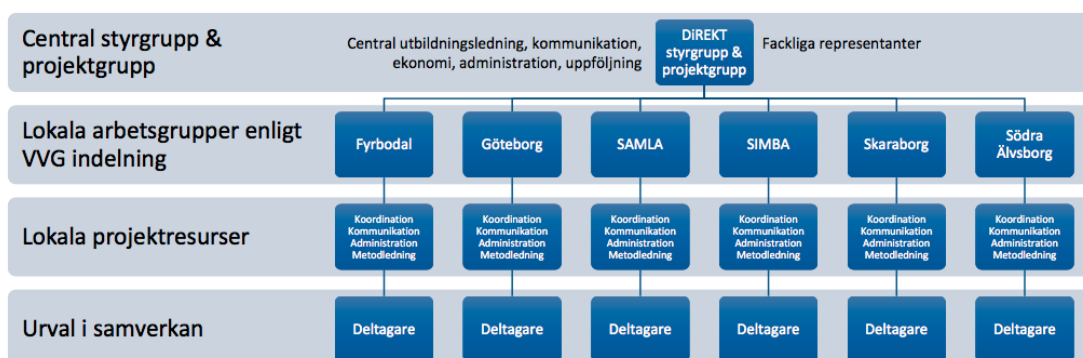 Central styrgrupp &
projektgrupp
Central utbildningsledning, kommunikation,
ekonomi, administration, uppföljning
DiREKT
styrgrupp &
projektgrupp
Fackliga representanter
Lokala arbetsgrupper enligt
VVG indelning
Fyrbodal
Göteborg
SAMLA
SIMBA
Skaraborg
Södra
Älvsborg
Lokala projektresurser
Koordination
Kommunikation
Administration
Metodledning
Koordination
Kommunikation
Administration
Metodledning
Koordination
Kommunikation
Administration
Metodledning
Koordination
Kommunikation
Administration
Metodledning
Koordination
Kommunikation
Administration
Metodledning
Koordination
Kommunikation
Administration
Metodledning
Urval i samverkan
Deltagare
Deltagare
Deltagare
Deltagare
Deltagare
Deltagare